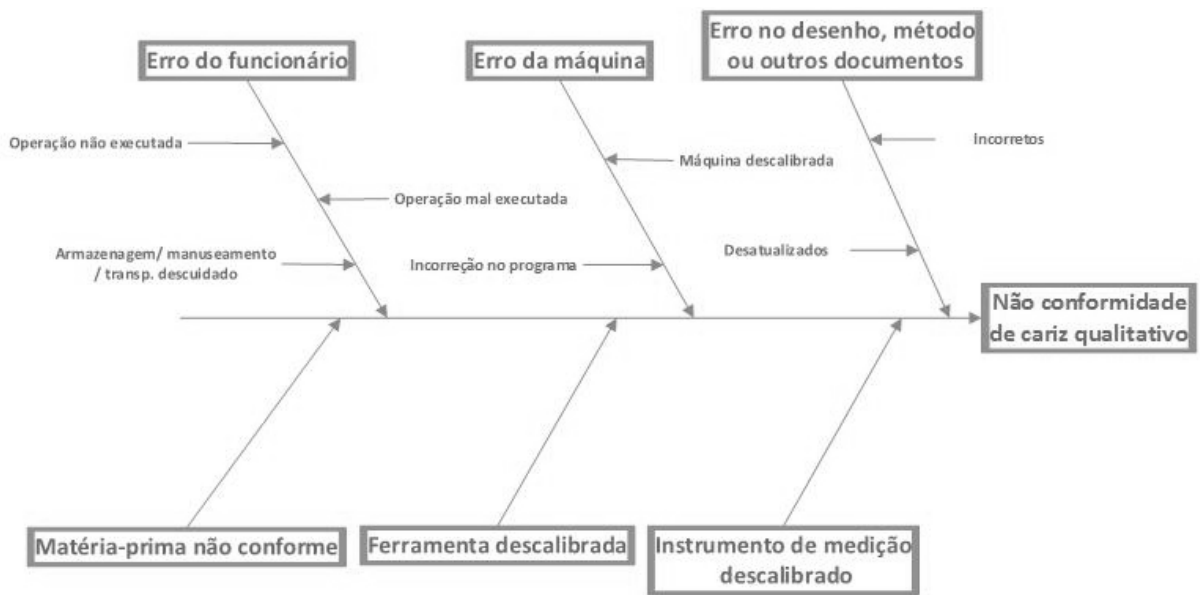 Erro do funcionário
Erro da máquina
Erro no desenho, método
ou outros documentos
Operação não executada
Operação mal executada
Armazenagem/ manuseamento
/ transp. descuidado
Máquina descalibrada
Incorreção no programa
Incorretos
Desatualizados
Não conformidade
de cariz qualitativo
Matéria-prima não conforme
Ferramenta descalibrada
Instrumento de medição
descalibrado